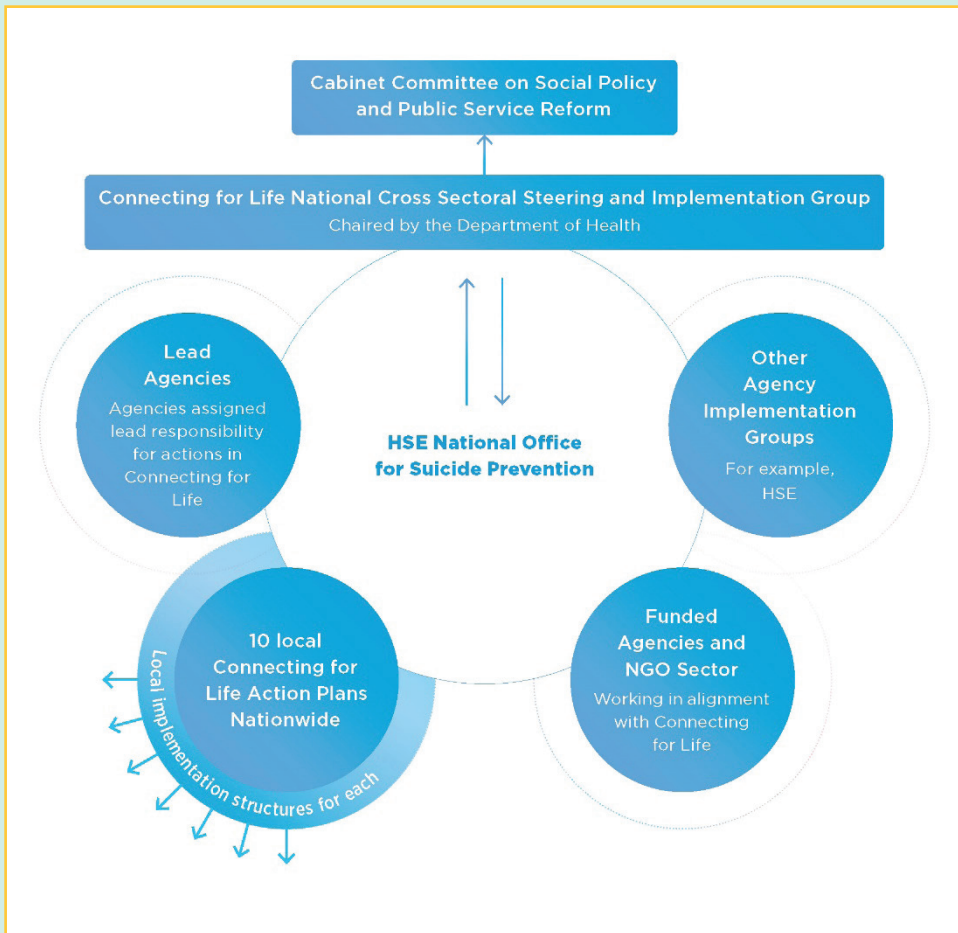 Cabinet Committee on Social Policy
and Public Service Reform
Connecting for Life National Cross Sectoral Steering and Implementation Group
Chaired by the Department of Health
Lead
Agencies
Agencies assigned
lead responsibility
for actions in
Connecting for
Life
Other
Agency
Implementation
Groups
For example,
HSE
HSE National Office
for Suicide Prevention
10 local
Connecting for
Life Action Plans
Nationwide
Local implementation structures for each
Funded
Agencies and
NGO Sector
Working in alignment
with Connecting
for Life